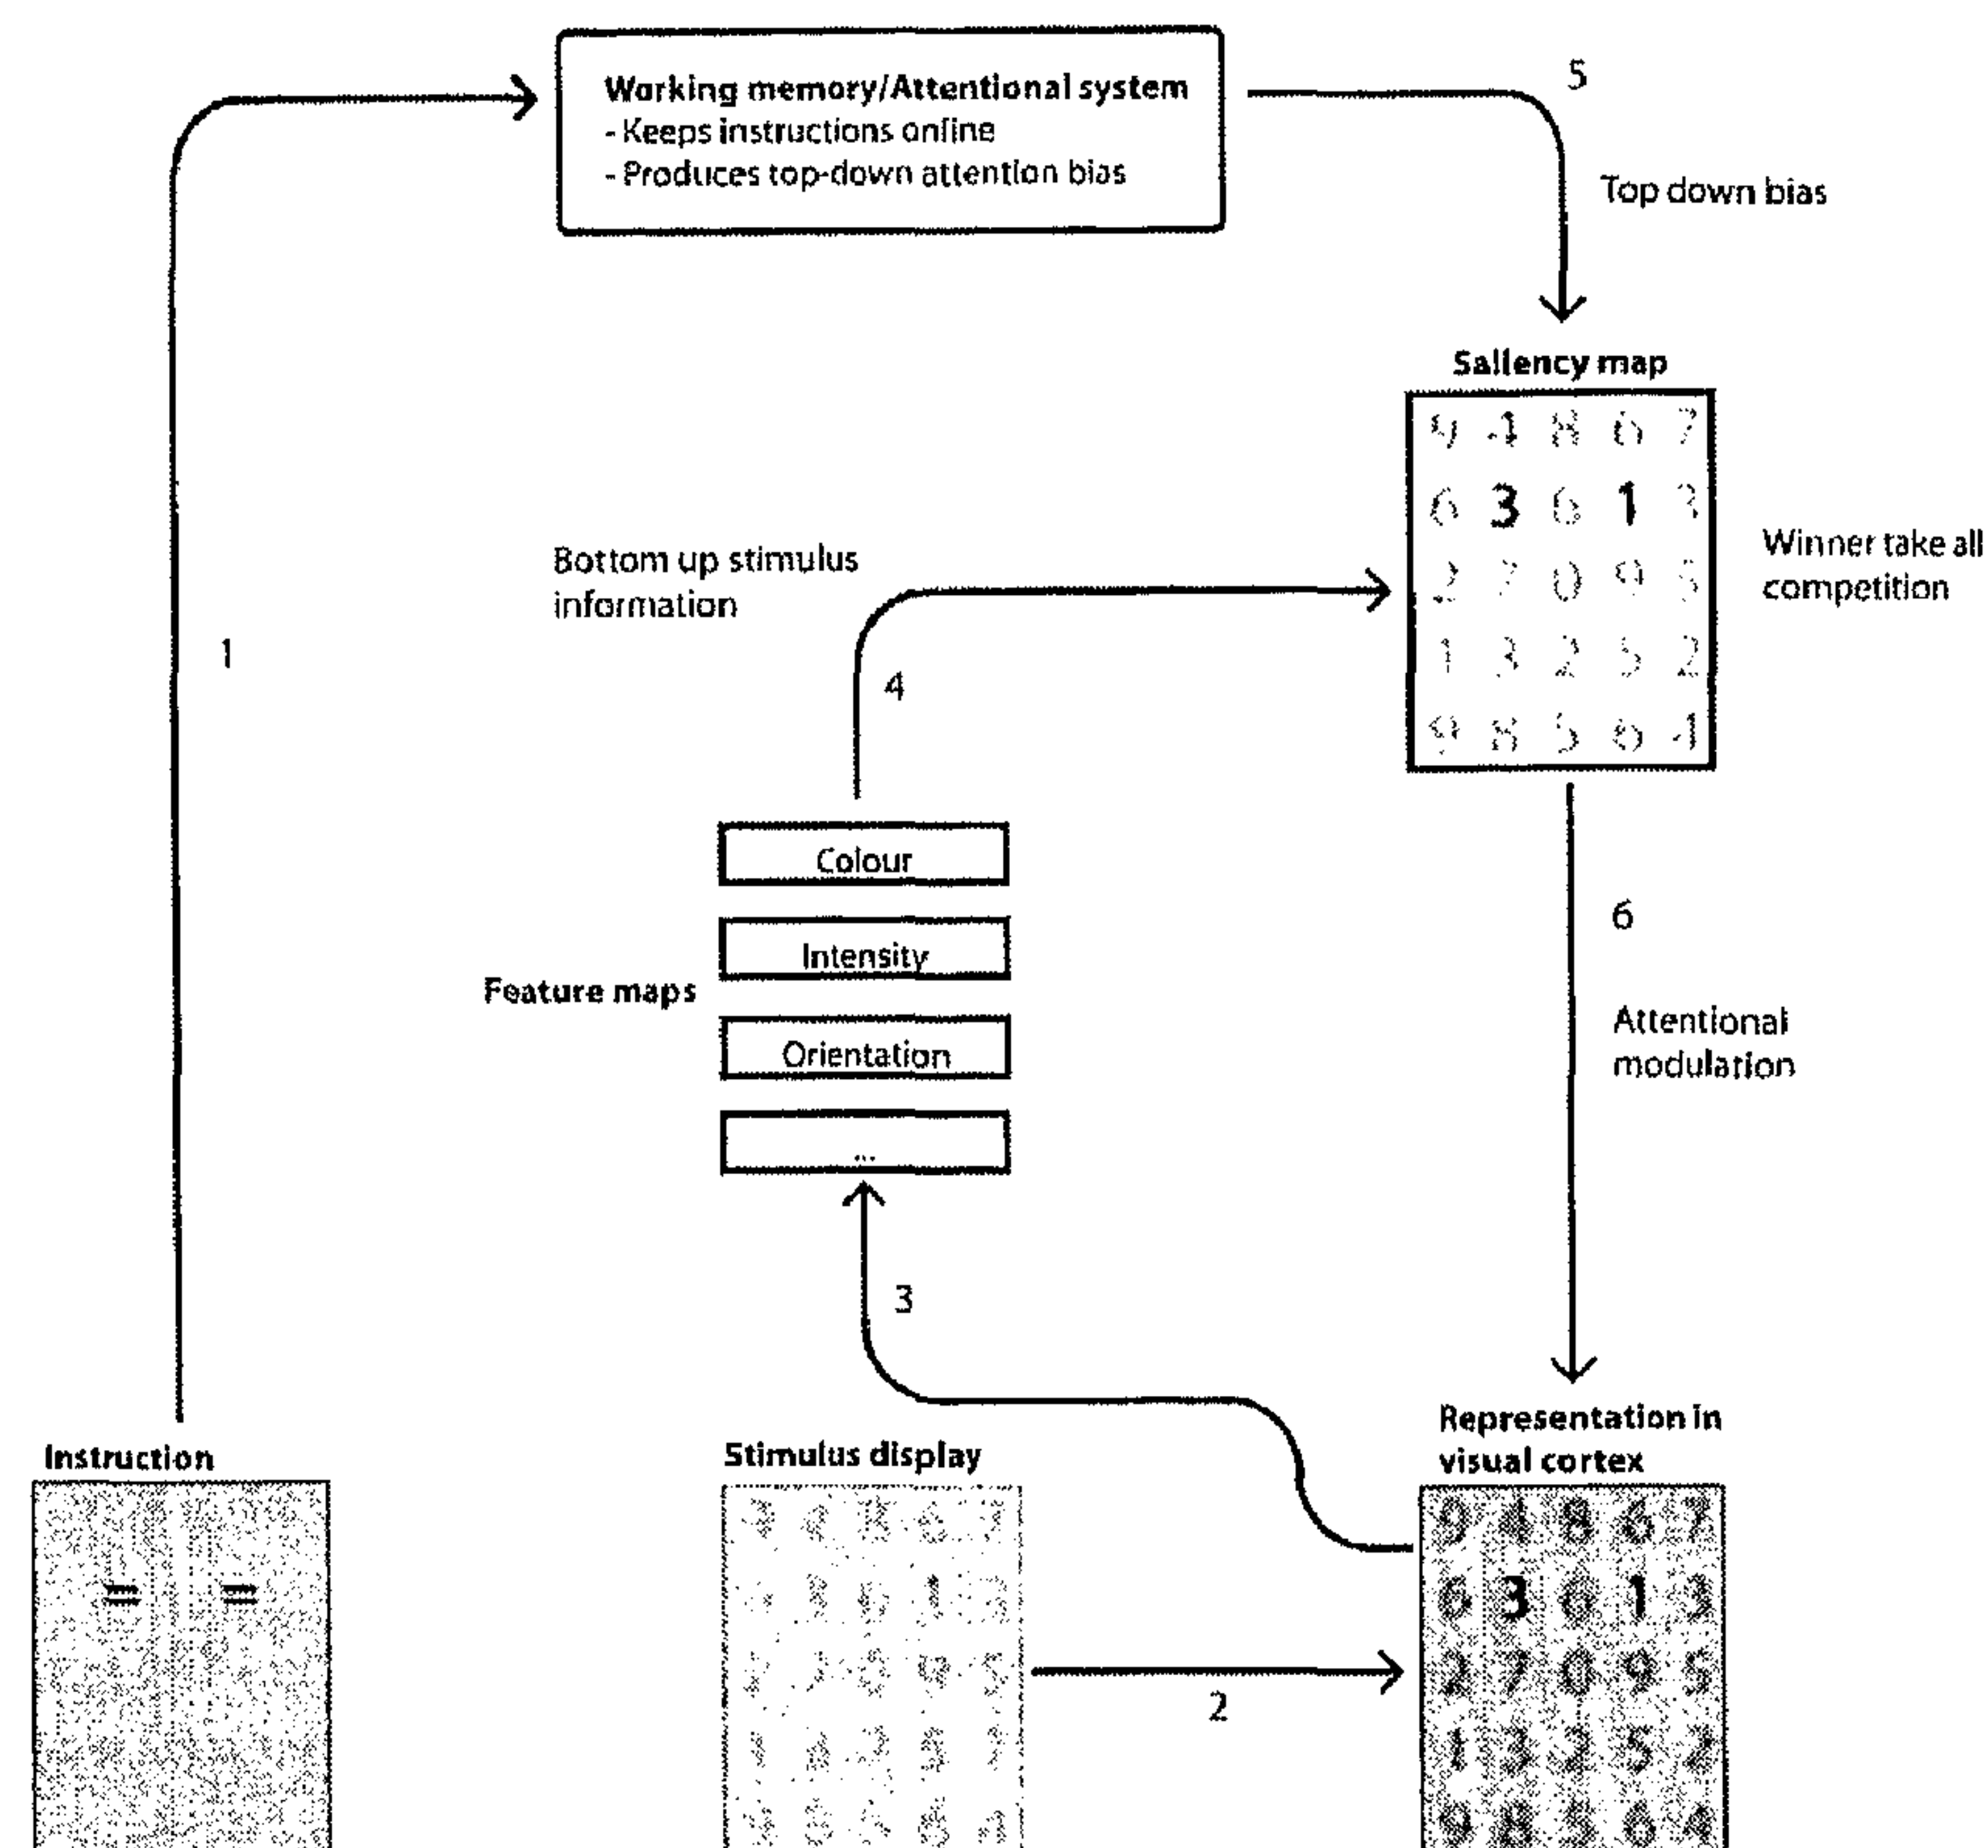 5
Working memory/Attentional system
- Keeps instructions online
- Produces top-down attention bias
Top down bias
Saliency map
9 4 8 6 7
6 3 6 1 3
2 7 0 9 5
1 3 2 5 2
9 8 5 6 4
Winner take all
competition
Bottom up stimulus
information
1
4
Colour
Intensity
Feature maps
Orientation
...
6
Attentional
modulation
3
Instruction
= =
Stimulus display
6
1
9 5
2
Representation in
visual cortex
9 4 8 6 7
6 3 6 1 3
2 7 0 9 5
1 3 2 5 2
9 8 5 6 4